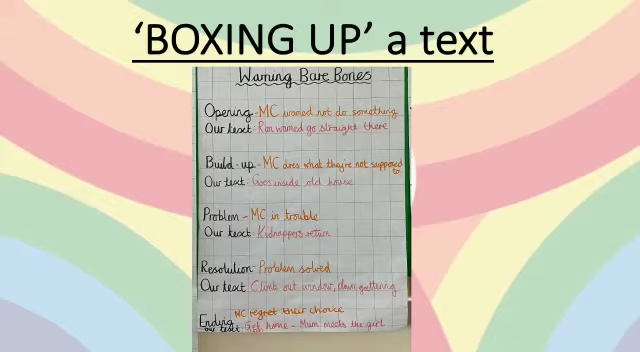 ‘BOXING UP’ a text
Warning Bare Bones
Opening - MC warned not do something
Our text: Ron warned go straight there
Build-up - MC does what they're not supposed to
Our text: Goes inside old house
Problem - MC in trouble
Our text: Kidnappers return
Resolution - Problem solved
Our text: Climb out window, down guttering
Ending MC regret their choice
Our text: Get home - Mum meets the girl